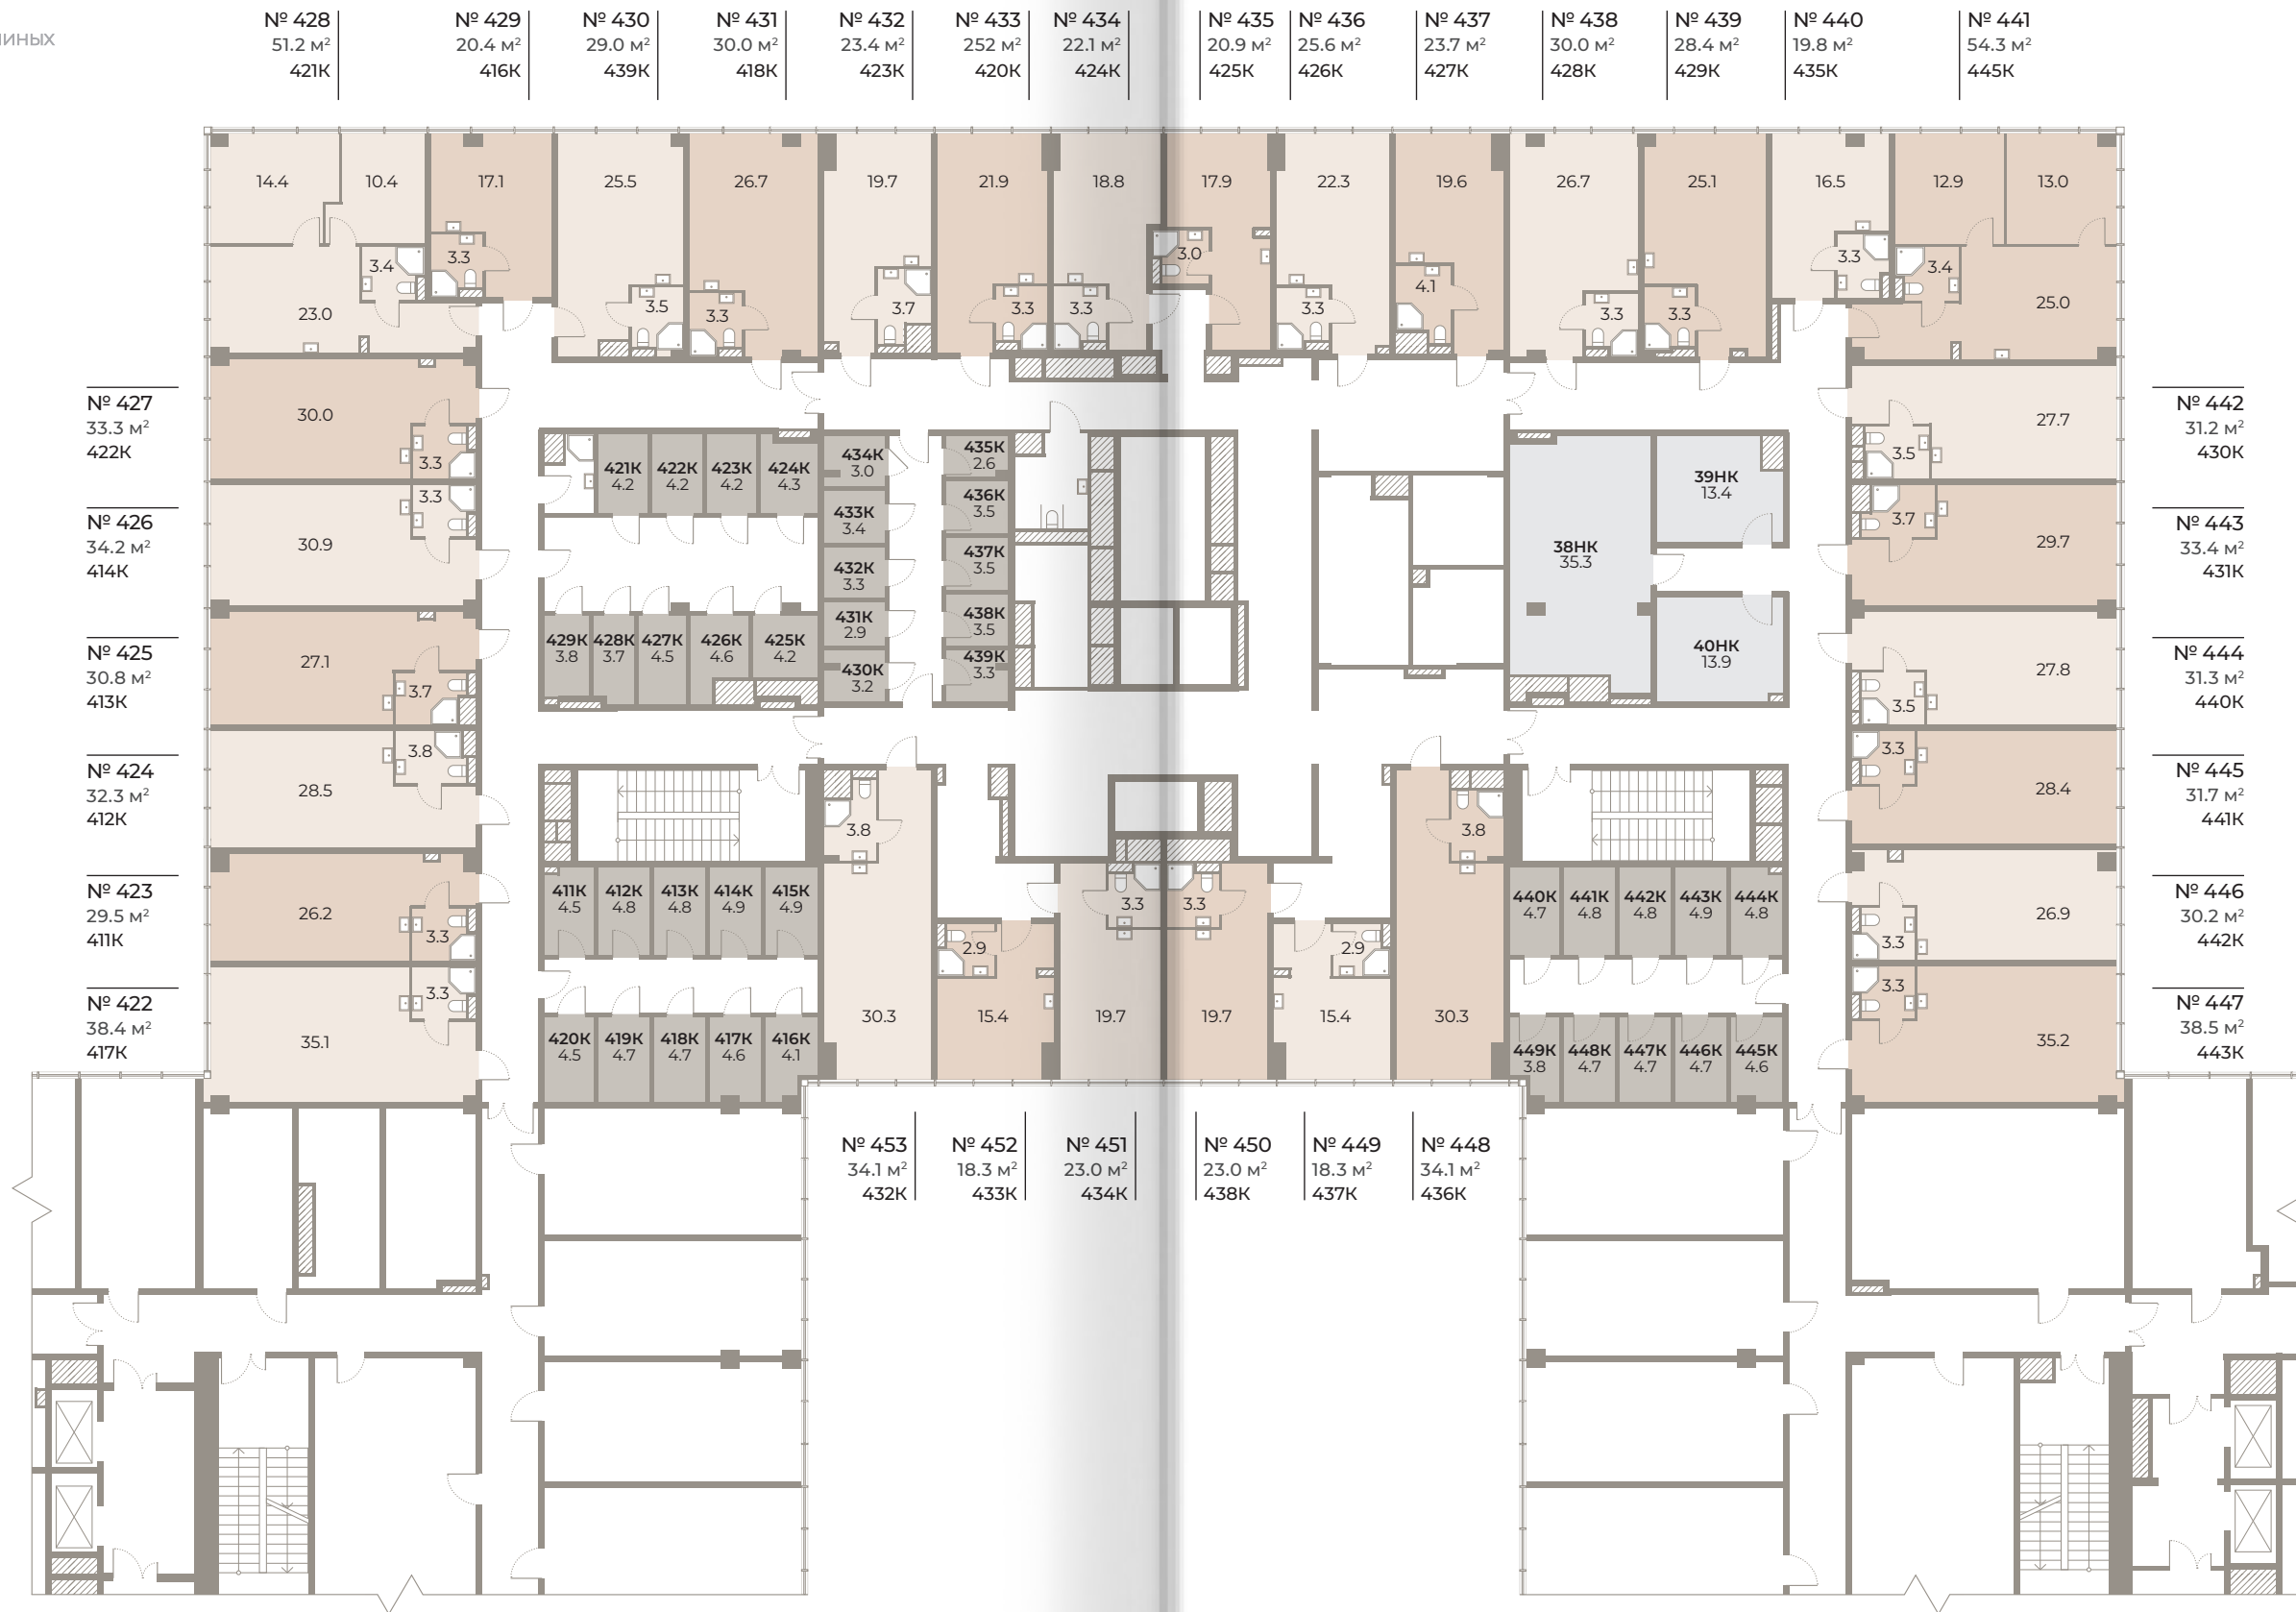 № 428
51.2 м²
421К
№ 429
20.4 м²
416К
№ 430
29.0 м²
439К
№ 431
30.0 м²
418К
№ 432
23.4 м²
423К
№ 433
252 м²
420К
№ 434
22.1 м²
424К
№ 435
20.9 м²
425К
№ 436
25.6 м²
426К
№ 437
23.7 м²
427К
№ 438
30.0 м²
428К
№ 439
28.4 м²
429К
№ 440
19.8 м²
435К
№ 441
54.3 м²
445К
14.4
10.4
17.1
25.5
26.7
19.7
21.9
18.8
17.9
22.3
19.6
26.7
25.1
16.5
12.9
13.0
3.4
3.3
3.5
3.3
3.7
3.3
3.3
3.0
3.3
4.1
3.3
3.3
3.3
3.4
23.0
25.0
№ 427
33.3 м²
422К
30.0
3.3
№ 426
34.2 м²
414К
30.9
3.3
№ 425
30.8 м²
413К
27.1
3.7
№ 424
32.3 м²
412К
28.5
3.8
№ 423
29.5 м²
411К
26.2
3.3
№ 422
38.4 м²
417К
35.1
3.3
421К
4.2
422К
4.2
423К
4.2
424К
4.3
429К
3.8
428К
3.7
427К
4.5
426К
4.6
425К
4.2
434К
3.0
433К
3.4
432К
3.3
431К
2.9
430К
3.2
435К
2.6
436К
3.5
437К
3.5
438К
3.5
439К
3.3
38НК
35.3
39НК
13.4
40НК
13.9
27.7
3.5
№ 442
31.2 м²
430К
29.7
3.7
№ 443
33.4 м²
431К
27.8
3.5
№ 444
31.3 м²
440К
28.4
3.3
№ 445
31.7 м²
441К
26.9
3.3
№ 446
30.2 м²
442К
35.2
3.3
№ 447
38.5 м²
443К
411К
4.5
412К
4.8
413К
4.8
414К
4.9
415К
4.9
420К
4.5
419К
4.7
418К
4.7
417К
4.6
416К
4.1
3.8
30.3
2.9
15.4
3.3
19.7
3.3
19.7
2.9
15.4
3.8
30.3
440К
4.7
441К
4.8
442К
4.8
443К
4.9
444К
4.8
449К
3.8
448К
4.7
447К
4.7
446К
4.7
445К
4.6
№ 453
34.1 м²
432К
№ 452
18.3 м²
433К
№ 451
23.0 м²
434К
№ 450
23.0 м²
438К
№ 449
18.3 м²
437К
№ 448
34.1 м²
436К